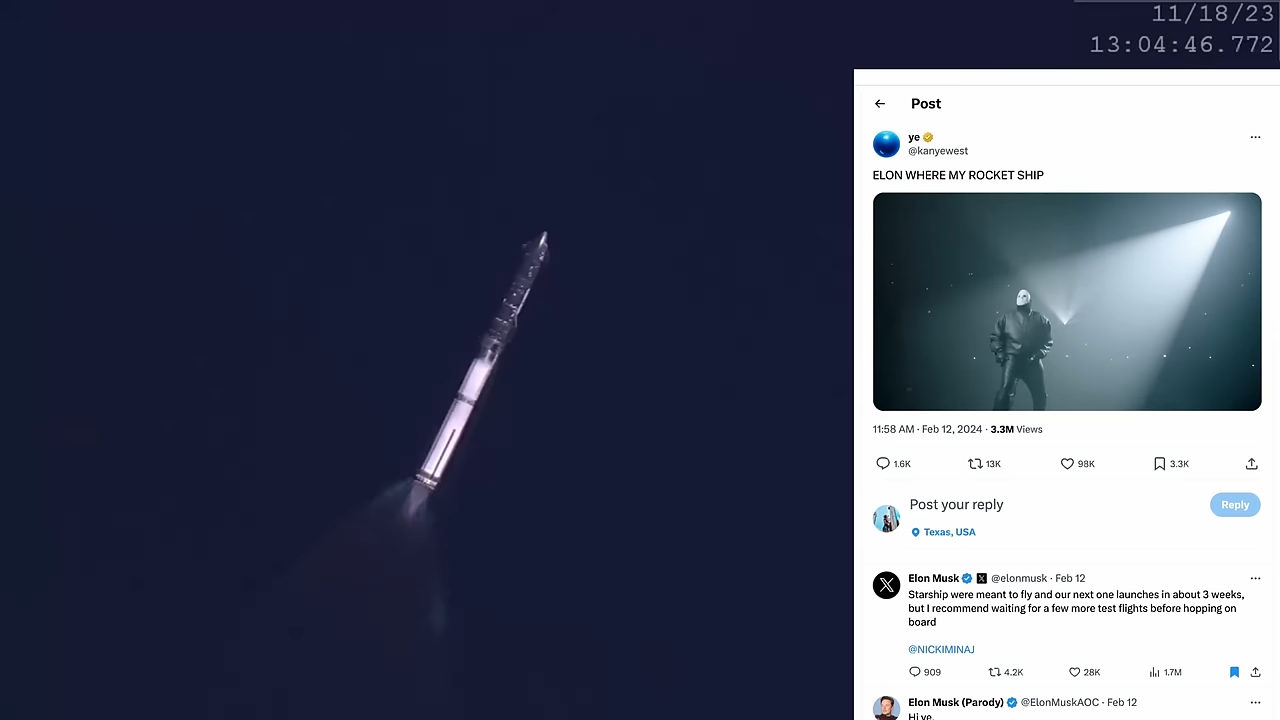 11/18/23
13:04:46.772
Post
ye
@kanyewest
ELON WHERE MY ROCKET SHIP
11:58 AM · Feb 12, 2024 · 3.3M Views
1.6K 13K 98K 3.3K
Post your reply
Reply
Texas, USA
Elon Musk @elonmusk · Feb 12
Starship were meant to fly and our next one launches in about 3 weeks,
but I recommend waiting for a few more test flights before hopping on
board
@NICKIMINAJ
909 4.2K 28K 1.7M
Elon Musk (Parody) @ElonMuskAOC · Feb 12
Hi ye,